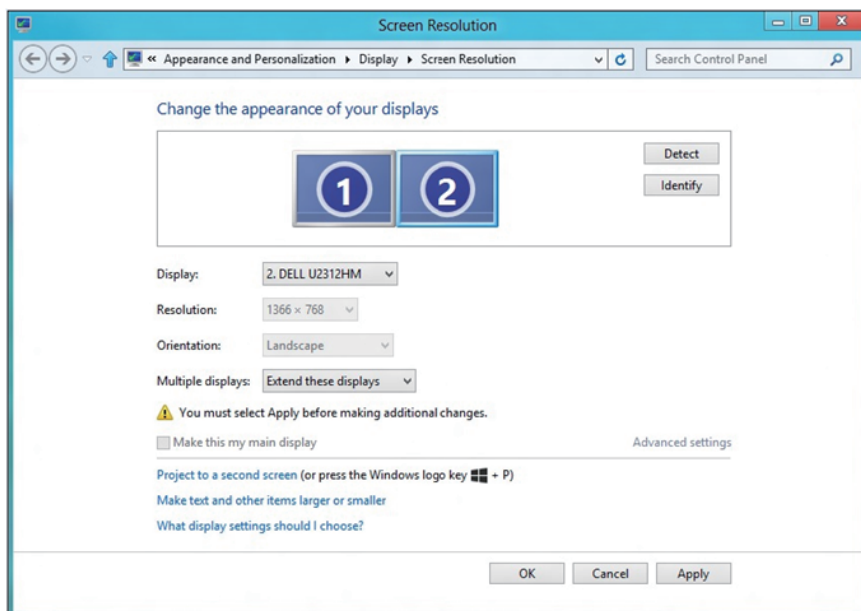 Screen Resolution
« Appearance and Personalization ▸ Display ▸ Screen Resolution
Search Control Panel
Change the appearance of your displays
1 2
Detect
Identify
Display: 2. DELL U2312HM
Resolution: 1366 × 768
Orientation: Landscape
Multiple displays: Extend these displays
You must select Apply before making additional changes.
Make this my main display
Advanced settings
Project to a second screen (or press the Windows logo key + P)
Make text and other items larger or smaller
What display settings should I choose?
OK Cancel Apply